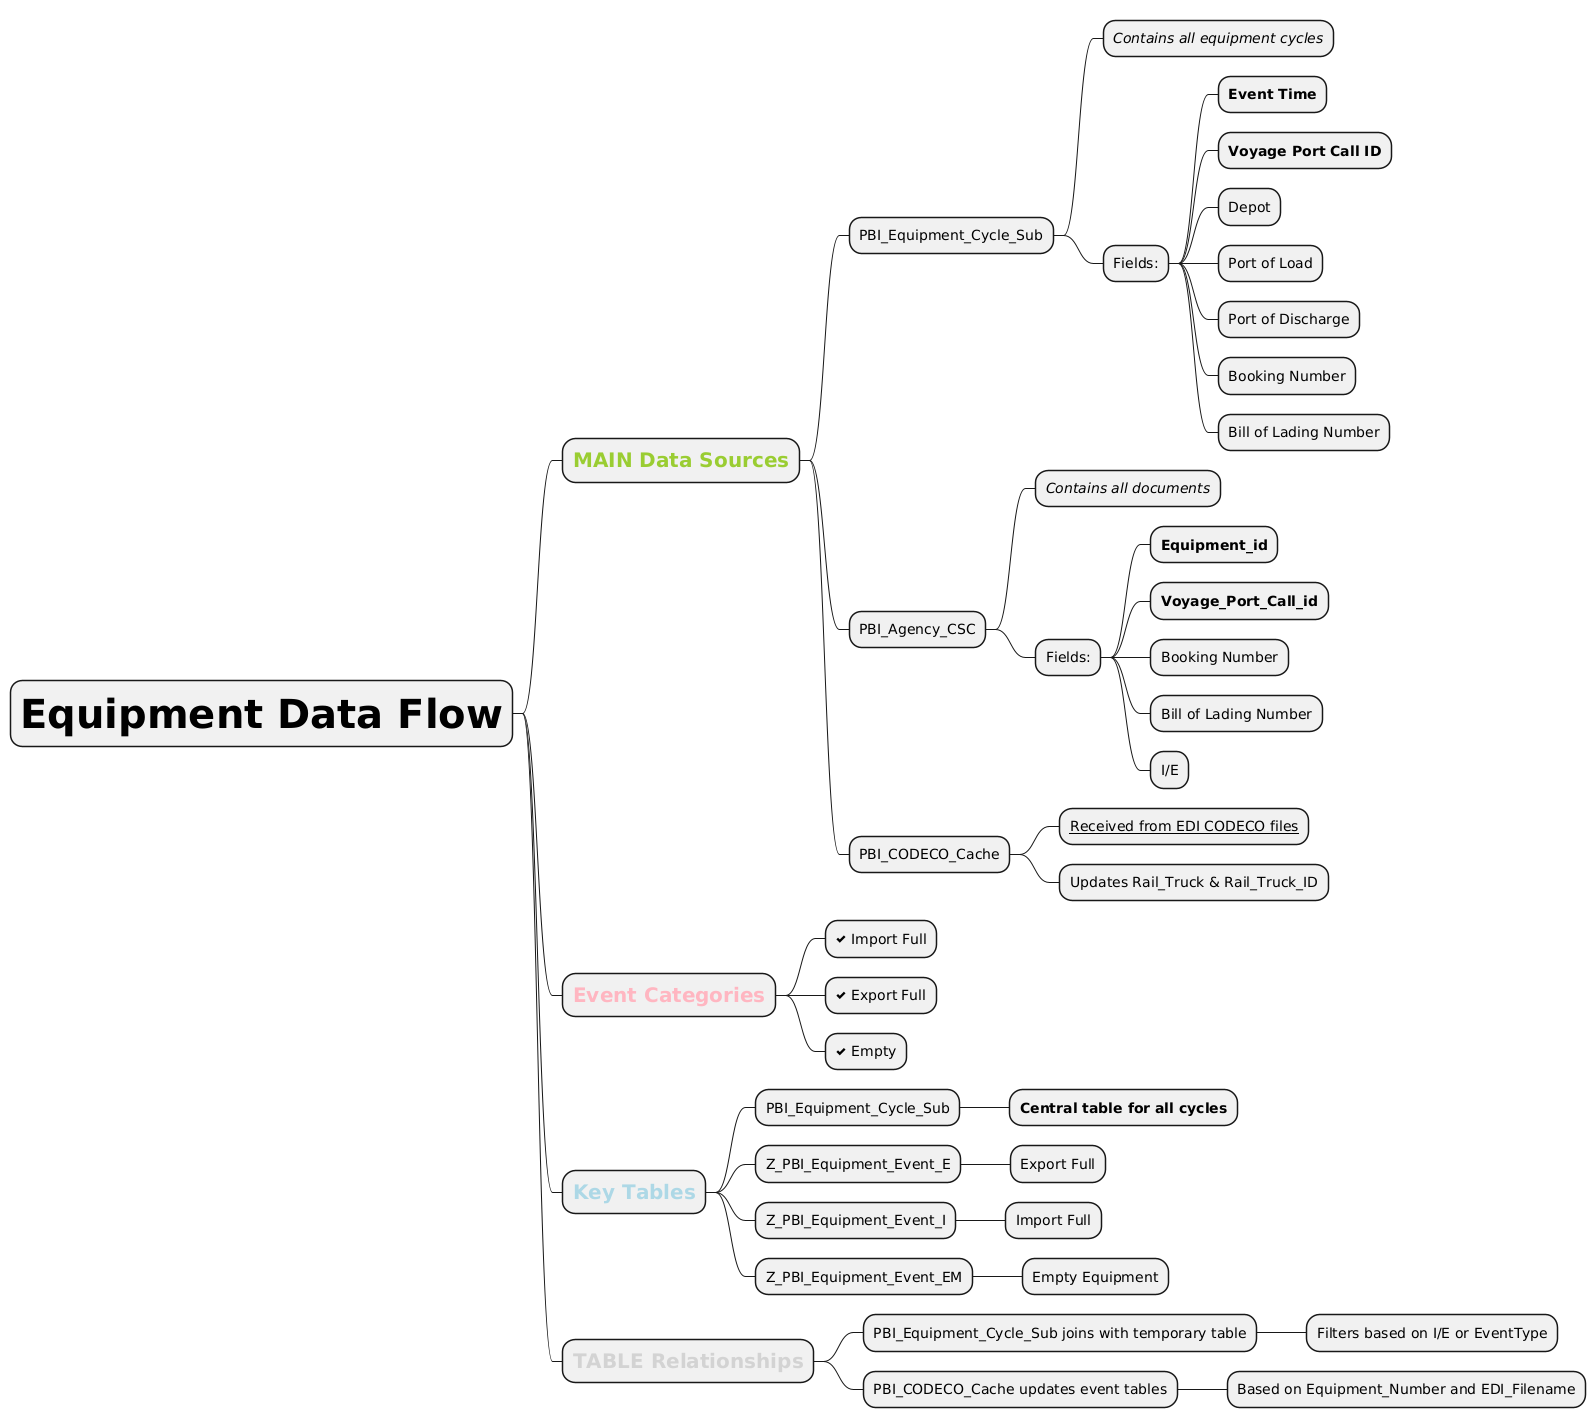 Equipment Data Flow
MAIN Data Sources
PBI_Equipment_Cycle_Sub
Contains all equipment cycles
Fields:
Event Time
Voyage Port Call ID
Depot
Port of Load
Port of Discharge
Booking Number
Bill of Lading Number
PBI_Agency_CSC
Contains all documents
Fields:
Equipment_id
Voyage_Port_Call_id
Booking Number
Bill of Lading Number
I/E
PBI_CODECO_Cache
Received from EDI CODECO files
Updates Rail_Truck & Rail_Truck_ID
Event Categories
✔ Import Full
✔ Export Full
✔ Empty
Key Tables
PBI_Equipment_Cycle_Sub
Central table for all cycles
Z_PBI_Equipment_Event_E
Export Full
Z_PBI_Equipment_Event_I
Import Full
Z_PBI_Equipment_Event_EM
Empty Equipment
TABLE Relationships
PBI_Equipment_Cycle_Sub joins with temporary table
Filters based on I/E or EventType
PBI_CODECO_Cache updates event tables
Based on Equipment_Number and EDI_Filename